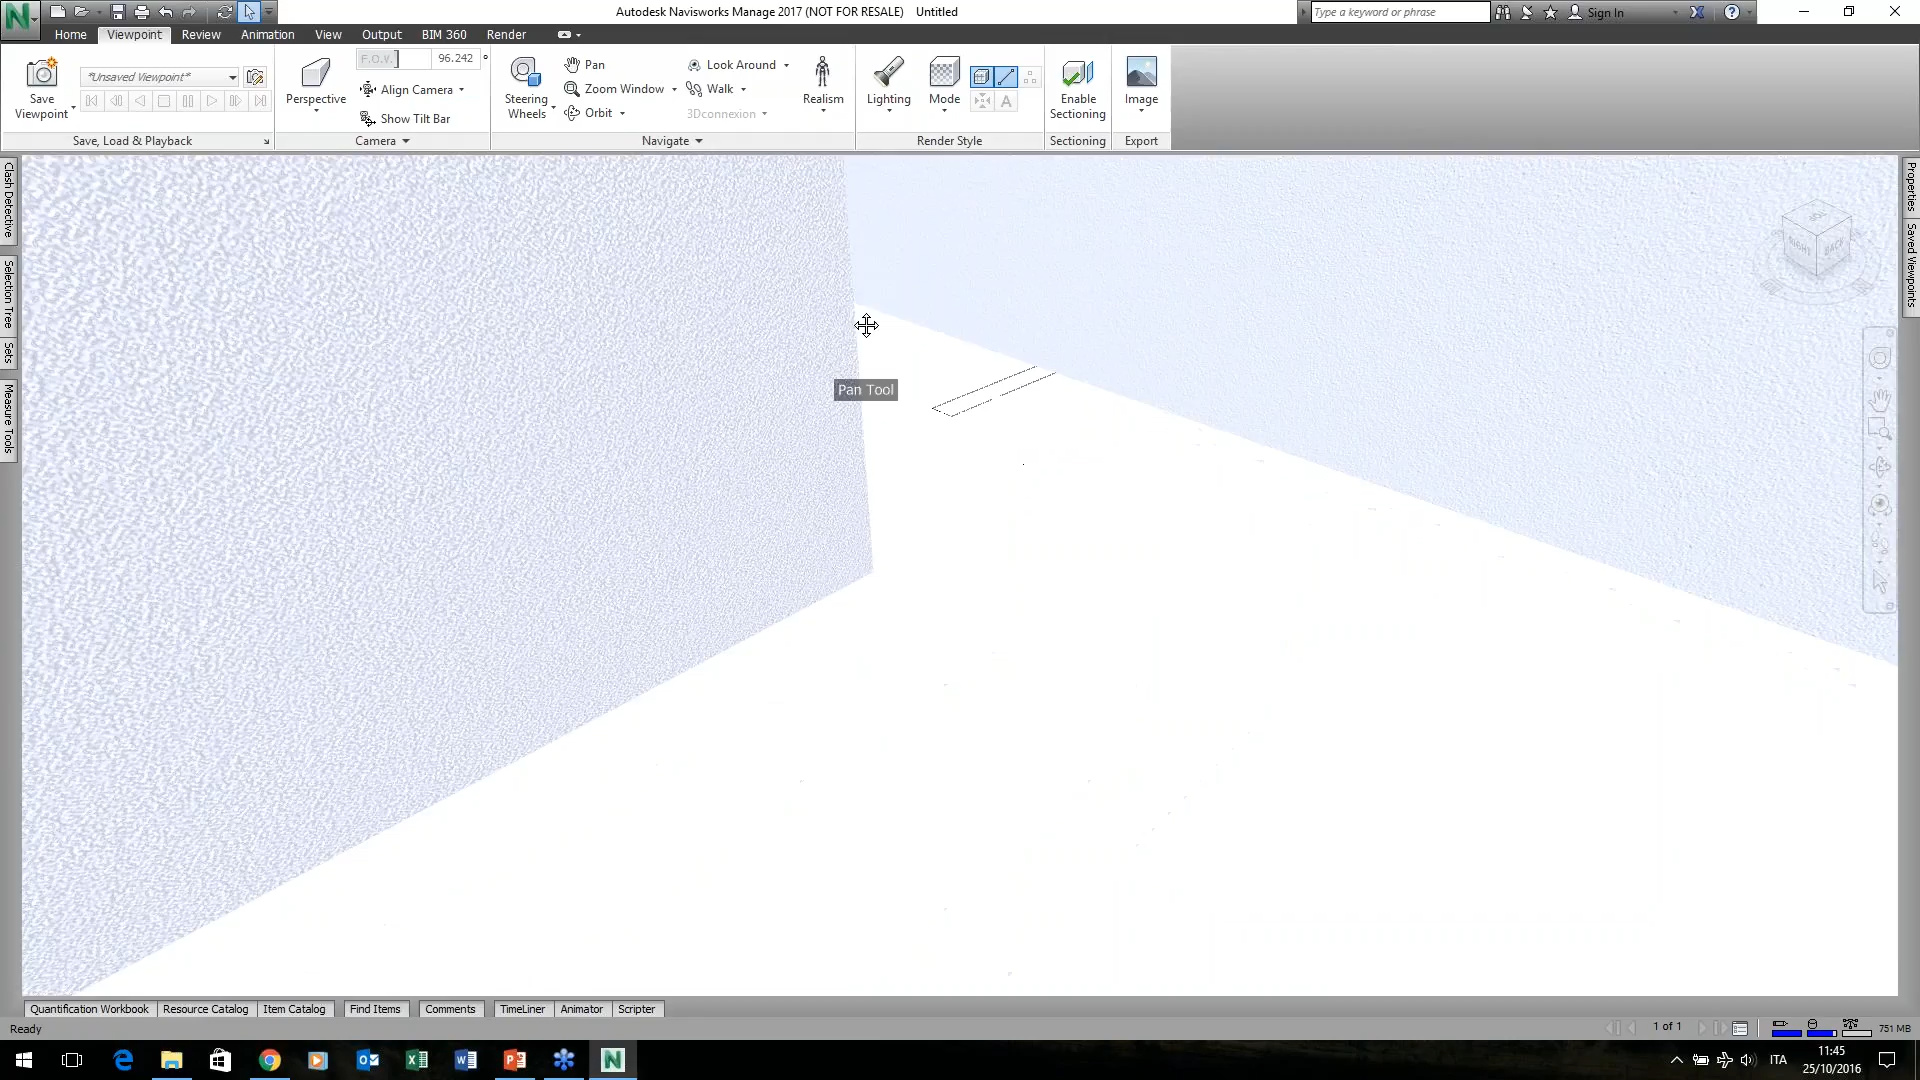 Autodesk Navisworks Manage 2017 (NOT FOR RESALE) Untitled
Type a keyword or phrase
Sign In
Home Viewpoint Review Animation View Output BIM 360 Render
Save Viewpoint
*Unsaved Viewpoint*
Perspective
F.O.V. 96.242 °
Align Camera
Show Tilt Bar
Steering Wheels
Pan
Zoom Window
Orbit
Look Around
Walk
3Dconnexion
Realism
Lighting
Mode
A
Enable Sectioning
Image
Save, Load & Playback Camera Navigate Render Style Sectioning Export
Clash Detective
Selection Tree
Sets
Measure Tools
Properties
Saved Viewpoints
TOP
RIGHT
BACK
Pan Tool
Quantification Workbook Resource Catalog Item Catalog Find Items Comments TimeLiner Animator Scripter
Ready
1 of 1
751 MB
ITA
11:45
25/10/2016